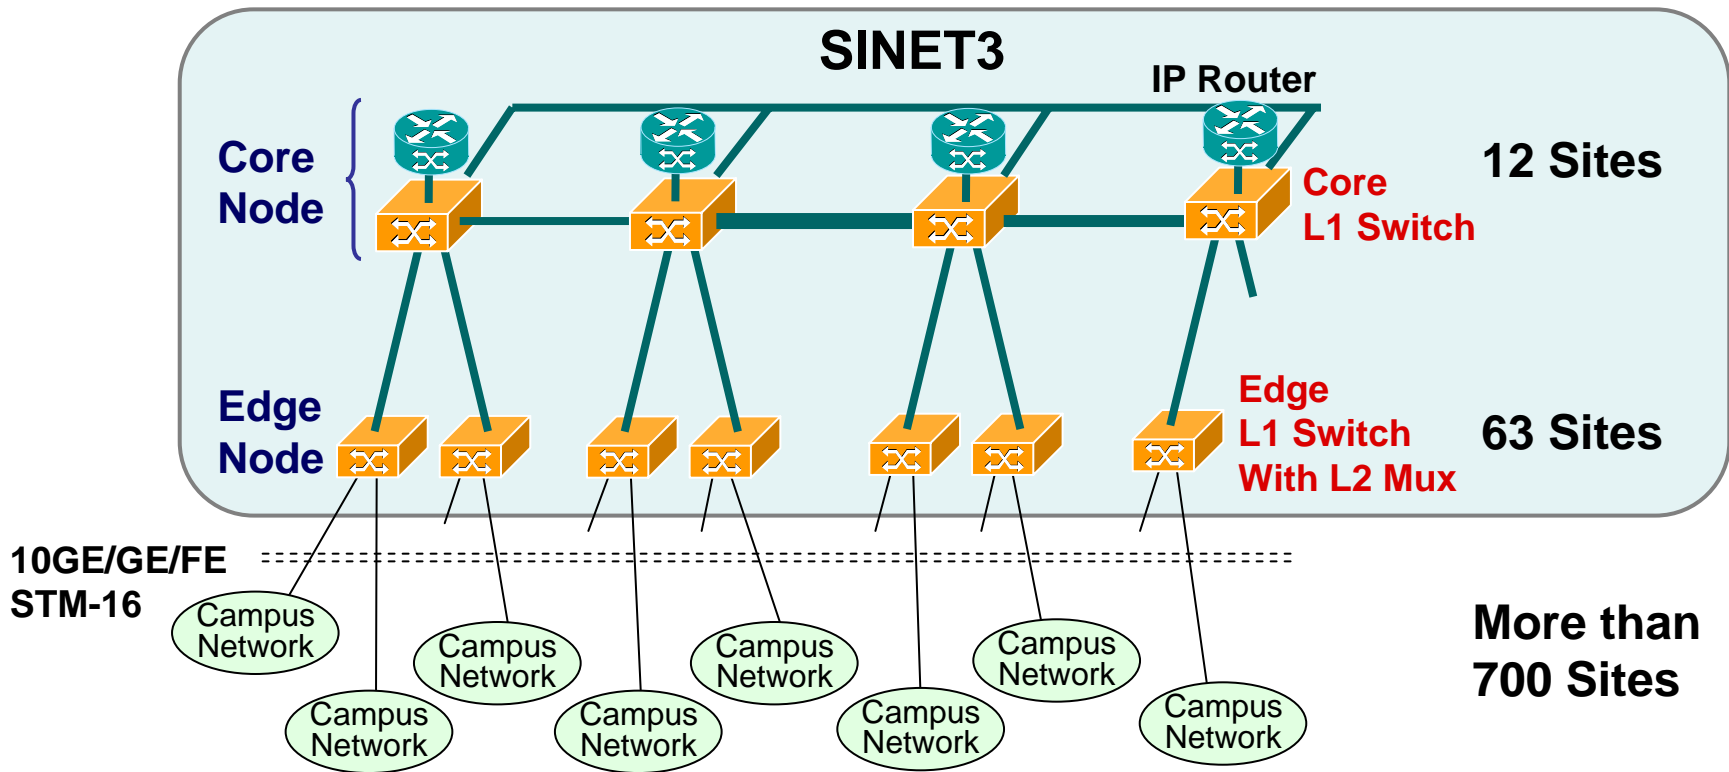 SINET3
IP Router
Core
Node
12 Sites
Core
L1 Switch
Edge
Node
Edge
L1 Switch
With L2 Mux
63 Sites
10GE/GE/FE
STM-16
Campus
Network
Campus
Network
Campus
Network
Campus
Network
Campus
Network
Campus
Network
Campus
Network
Campus
Network
More than
700 Sites